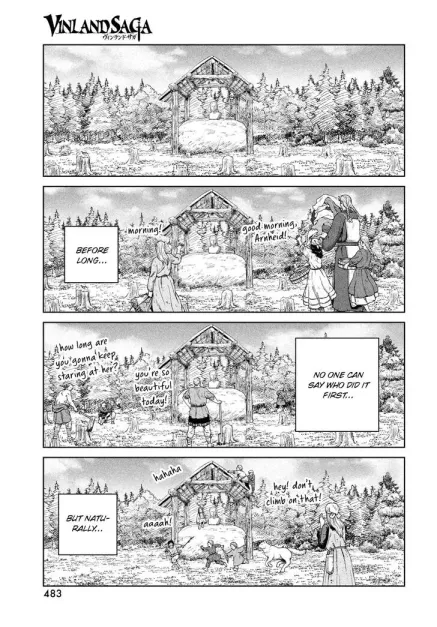 VINLAND SAGA
ヴィンランド・サガ
BEFORE
LONG...
morning!
good morning,
Arnheid!
how long are
you gonna keep
staring at her?
you're so
beautiful
today!
NO ONE CAN
SAY WHO DID IT
FIRST...
hahaha
hey! don't
climb on that!
aaaah!
BUT NATU-
RALLY...
483